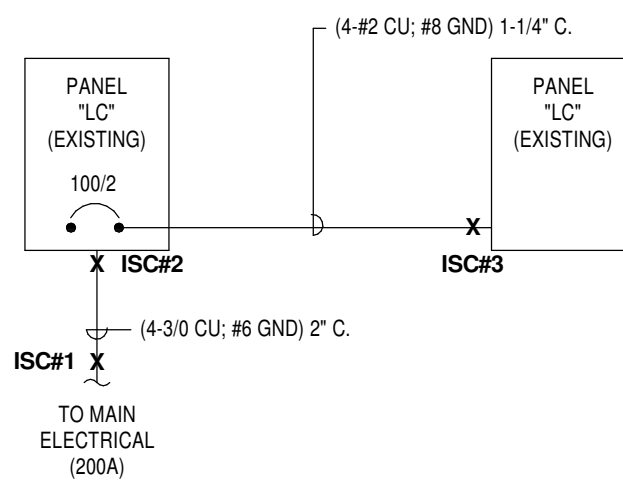 (4-#2 CU; #8 GND) 1-1/4" C.
PANEL
"LC"
(EXISTING)
100/2
PANEL
"LC"
(EXISTING)
X
ISC#3
X ISC#2
(4-3/0 CU; #6 GND) 2" C.
ISC#1 X
TO MAIN
ELECTRICAL
(200A)